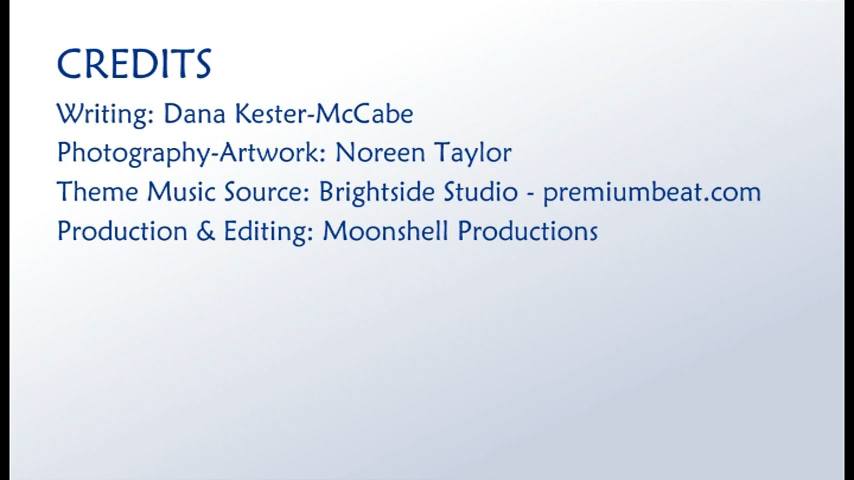 CREDITS
Writing: Dana Kester-McCabe
Photography-Artwork: Noreen Taylor
Theme Music Source: Brightside Studio - premiumbeat.com
Production & Editing: Moonshell Productions